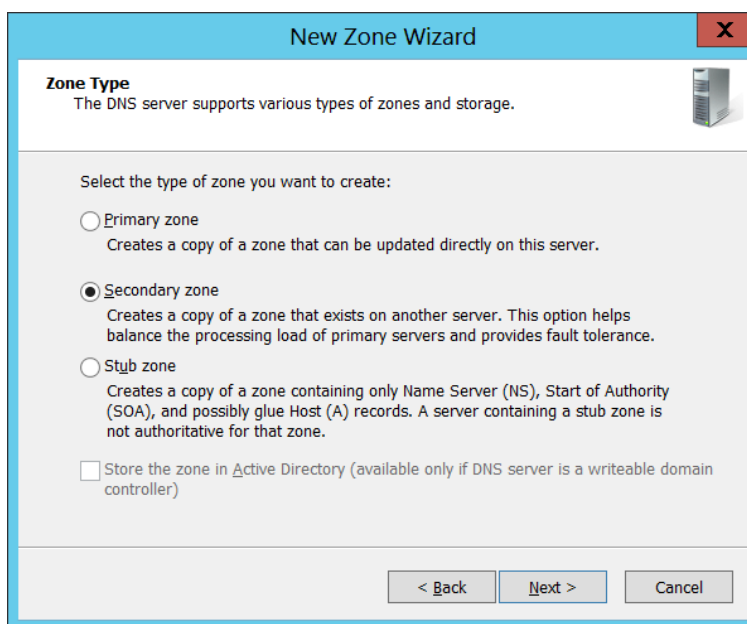 New Zone Wizard
X
Zone Type
The DNS server supports various types of zones and storage.
Select the type of zone you want to create:
Primary zone
Creates a copy of a zone that can be updated directly on this server.
Secondary zone
Creates a copy of a zone that exists on another server. This option helps
balance the processing load of primary servers and provides fault tolerance.
Stub zone
Creates a copy of a zone containing only Name Server (NS), Start of Authority
(SOA), and possibly glue Host (A) records. A server containing a stub zone is
not authoritative for that zone.
Store the zone in Active Directory (available only if DNS server is a writeable domain
controller)
< Back Next > Cancel